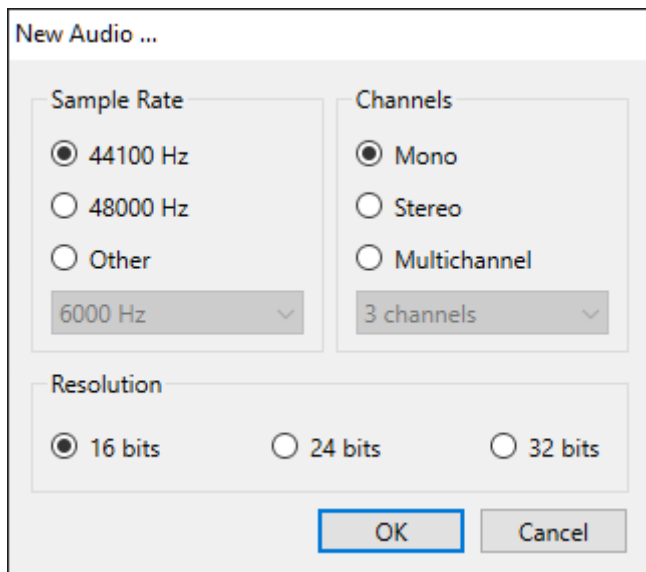 New Audio ...
Sample Rate
44100 Hz
48000 Hz
Other
6000 Hz
Channels
Mono
Stereo
Multichannel
3 channels
Resolution
16 bits
24 bits
32 bits
OK
Cancel